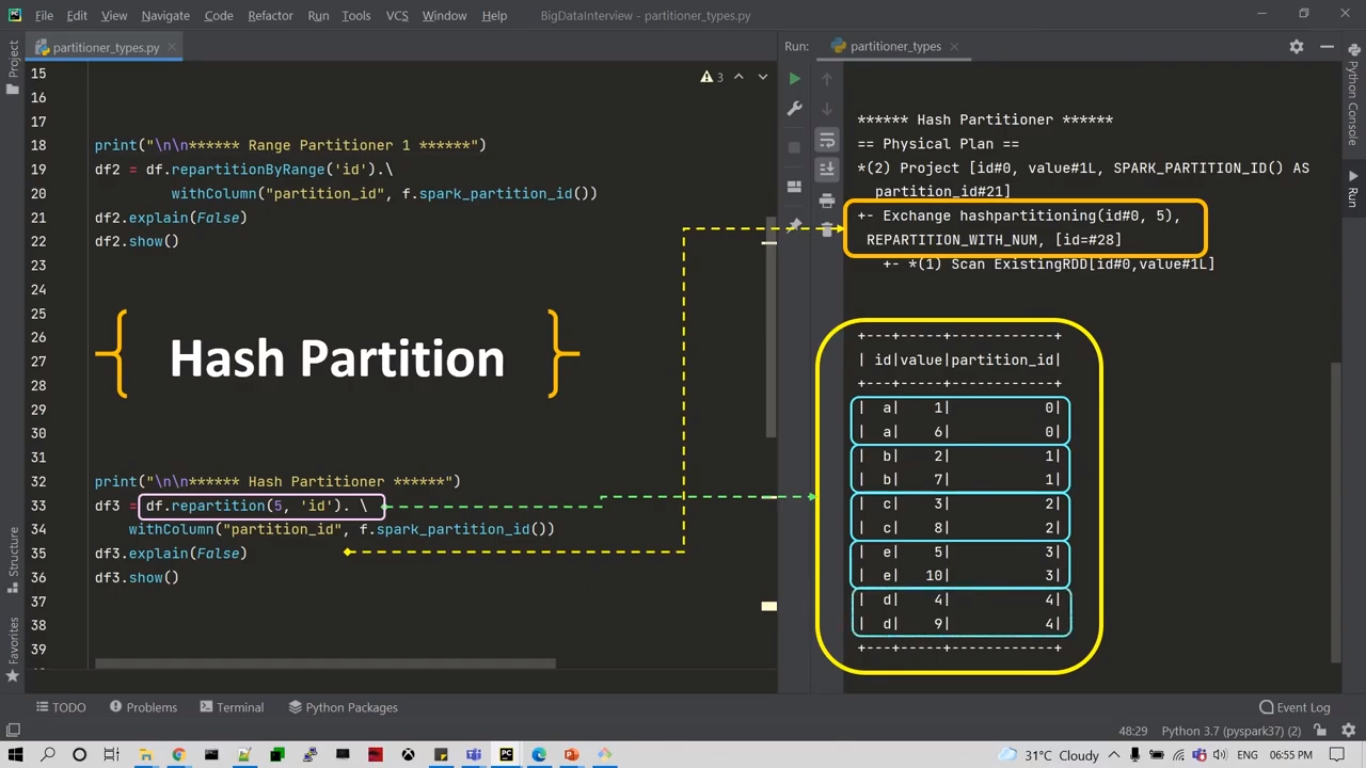 File Edit View Navigate Code Refactor Run Tools VCS Window Help BigDataInterview - partitioner_types.py
partitioner_types.py
Run: partitioner_types
Project
Structure
Favorites
Python Console
Run
3
15
16
17
18 print("\n\n****** Range Partitioner 1 ******")
19 df2 = df.repartitionByRange('id').\
20 withColumn("partition_id", f.spark_partition_id())
21 df2.explain(False)
22 df2.show()
23
24
25
26
27
28
29
30
31
Hash Partition
32 print("\n\n****** Hash Partitioner ******")
33 df3 = df.repartition(5, 'id'). \
34 withColumn("partition_id", f.spark_partition_id())
35 df3.explain(False)
36 df3.show()
37
38
39
****** Hash Partitioner ******
== Physical Plan ==
*(2) Project [id#0, value#1L, SPARK_PARTITION_ID() AS
partition_id#21]
+- Exchange hashpartitioning(id#0, 5),
REPARTITION_WITH_NUM, [id=#28]
+- *(1) Scan ExistingRDD[id#0,value#1L]
+---+-----+------------+
| id|value|partition_id|
+---+-----+------------+
| a| 1| 0|
| a| 6| 0|
| b| 2| 1|
| b| 7| 1|
| c| 3| 2|
| c| 8| 2|
| e| 5| 3|
| e| 10| 3|
| d| 4| 4|
| d| 9| 4|
+---+-----+------------+
TODO Problems Terminal Python Packages Event Log
48:29 Python 3.7 (pyspark37) (2)
31°C Cloudy ENG 06:55 PM